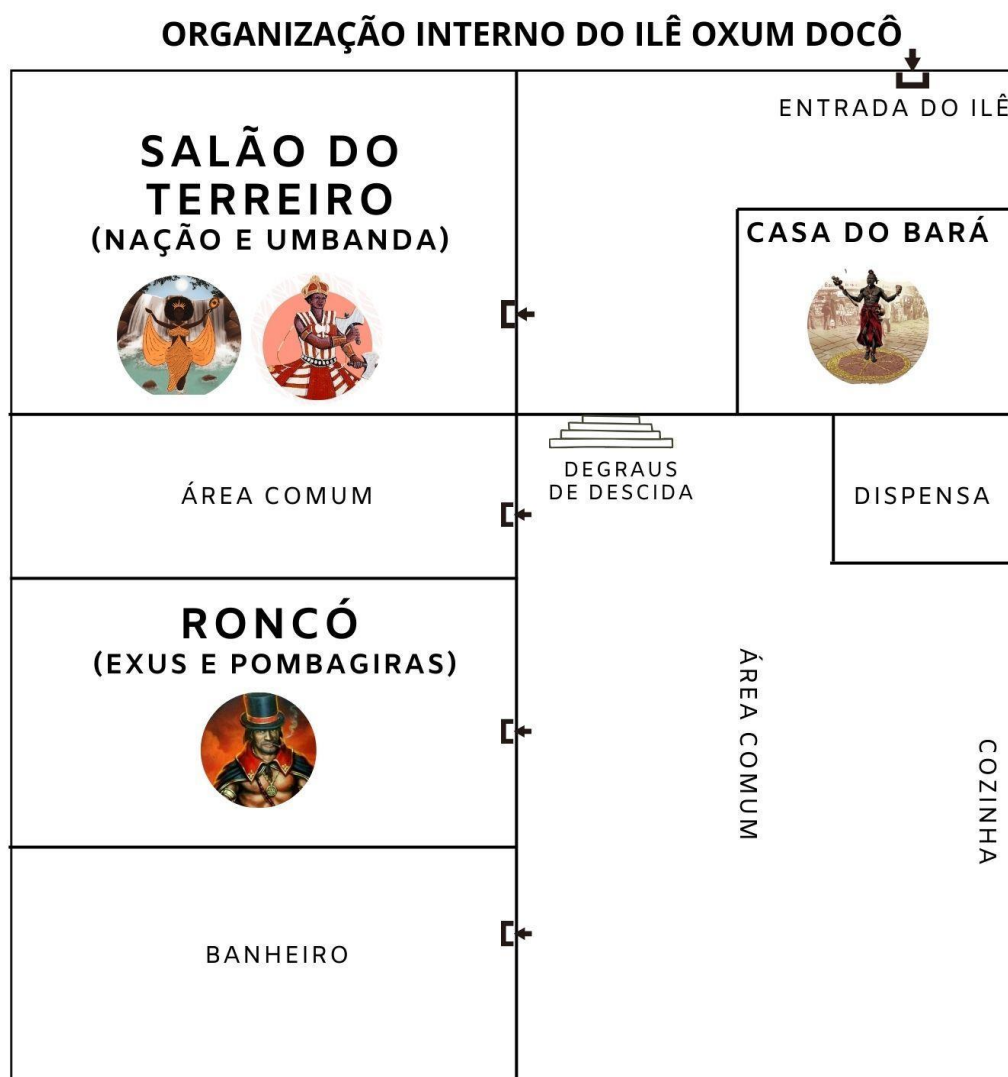 ORGANIZAÇÃO INTERNO DO ILÊ OXUM DOCÔ
ENTRADA DO ILÊ
SALÃO DO
TERREIRO
(NAÇÃO E UMBANDA)
CASA DO BARÁ
ÁREA COMUM
DEGRAUS
DE DESCIDA
DISPENSA
RONCÓ
(EXUS E POMBAGIRAS)
ÁREA COMUM
COZINHA
BANHEIRO